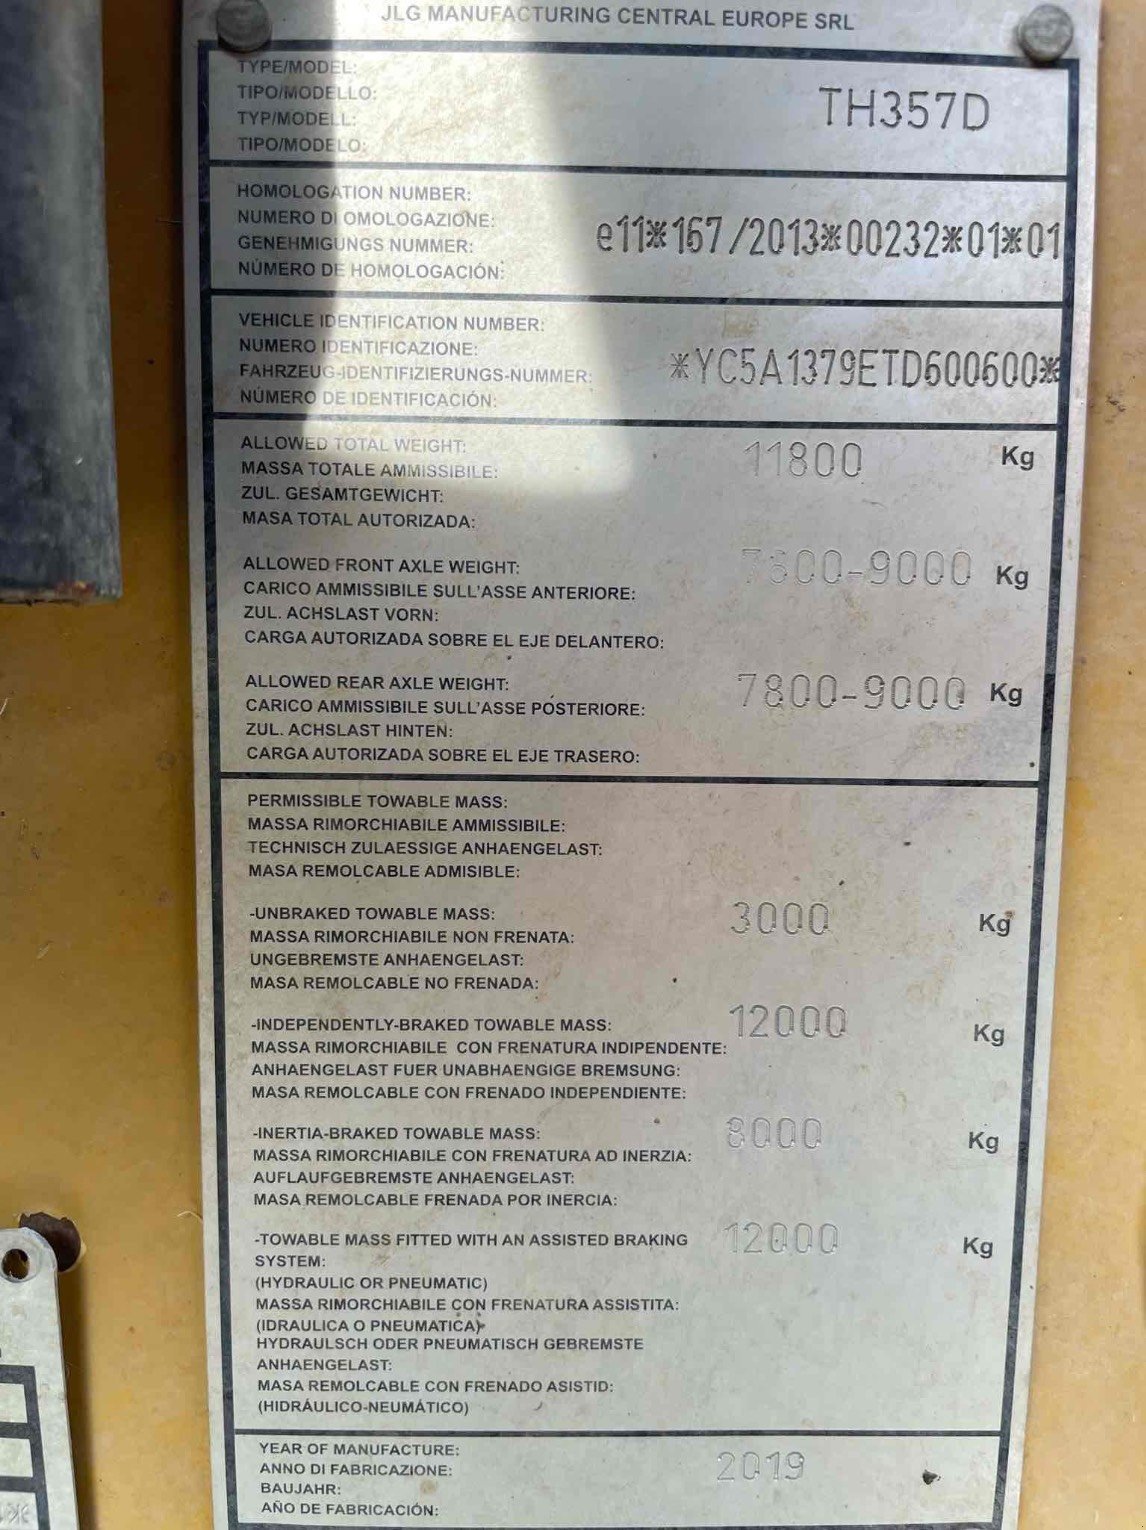 JLG MANUFACTURING CENTRAL EUROPE SRL
TYPE/MODEL:
TIPO/MODELLO:
TYP/MODELL:
TIPO/MODELO:
TH357D
HOMOLOGATION NUMBER:
NUMERO DI OMOLOGAZIONE:
GENEHMIGUNGS NUMMER:
NÚMERO DE HOMOLOGACIÓN:
e11*167/2013*00232*01*01
VEHICLE IDENTIFICATION NUMBER:
NUMERO IDENTIFICAZIONE:
FAHRZEUG-IDENTIFIZIERUNGS-NUMMER:
NÚMERO DE IDENTIFICACIÓN:
*YC5A1379ETD600600*
ALLOWED TOTAL WEIGHT:
MASSA TOTALE AMMISSIBILE:
ZUL. GESAMTGEWICHT:
MASA TOTAL AUTORIZADA:
11800 Kg
ALLOWED FRONT AXLE WEIGHT:
CARICO AMMISSIBILE SULL'ASSE ANTERIORE:
ZUL. ACHSLAST VORN:
CARGA AUTORIZADA SOBRE EL EJE DELANTERO:
Kg
ALLOWED REAR AXLE WEIGHT:
CARICO AMMISSIBILE SULL'ASSE POSTERIORE:
ZUL. ACHSLAST HINTEN:
CARGA AUTORIZADA SOBRE EL EJE TRASERO:
7800-9000 Kg
PERMISSIBLE TOWABLE MASS:
MASSA RIMORCHIABILE AMMISSIBILE:
TECHNISCH ZULAESSIGE ANHAENGELAST:
MASA REMOLCABLE ADMISIBLE:
-UNBRAKED TOWABLE MASS:
MASSA RIMORCHIABILE NON FRENATA:
UNGEBREMSTE ANHAENGELAST:
MASA REMOLCABLE NO FRENADA:
3000 Kg
-INDEPENDENTLY-BRAKED TOWABLE MASS:
MASSA RIMORCHIABILE CON FRENATURA INDIPENDENTE:
ANHAENGELAST FUER UNABHAENGIGE BREMSUNG:
MASA REMOLCABLE CON FRENADO INDEPENDIENTE:
12000 Kg
-INERTIA-BRAKED TOWABLE MASS:
MASSA RIMORCHIABILE CON FRENATURA AD INERZIA:
AUFLAUFGEBREMSTE ANHAENGELAST:
MASA REMOLCABLE FRENADA POR INERCIA:
8000 Kg
-TOWABLE MASS FITTED WITH AN ASSISTED BRAKING
SYSTEM:
(HYDRAULIC OR PNEUMATIC)
MASSA RIMORCHIABILE CON FRENATURA ASSISTITA:
(IDRAULICA O PNEUMATICA)
HYDRAULSCH ODER PNEUMATISCH GEBREMSTE
ANHAENGELAST:
MASA REMOLCABLE CON FRENADO ASISTID:
(HIDRÁULICO-NEUMÁTICO)
12000 Kg
YEAR OF MANUFACTURE:
ANNO DI FABRICAZIONE:
BAUJAHR:
AÑO DE FABRICACIÓN:
2019